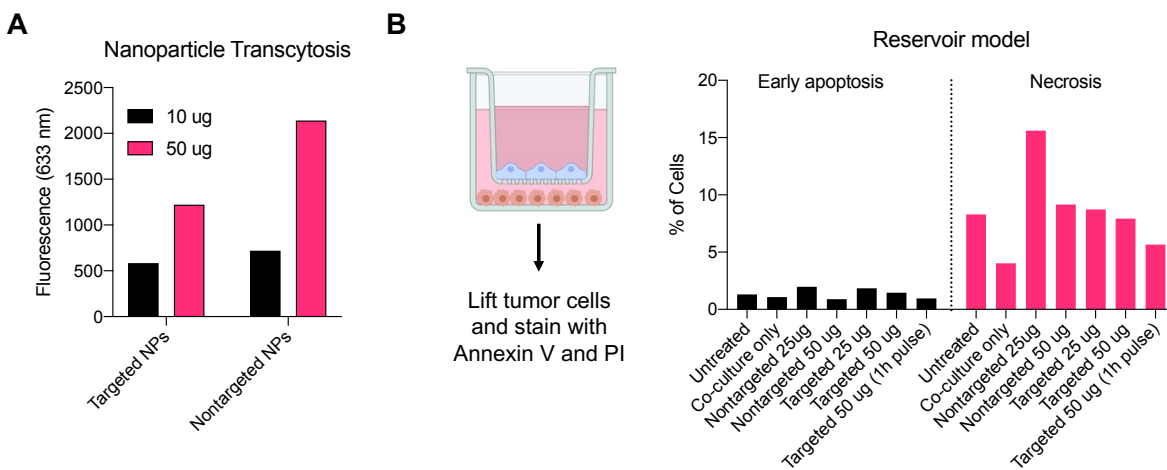 A
Nanoparticle Transcytosis
Fluorescence (633 nm)
2500
2000
1500
1000
500
0
10 ug
50 ug
Targeted NPs
Nontargeted NPs
B
Lift tumor cells
and stain with
Annexin V and PI
Reservoir model
% of Cells
20
15
10
5
0
Early apoptosis
Necrosis
Untreated
Co-culture only
Nontargeted 25ug
Nontargeted 50 ug
Targeted 25 ug
Targeted 50 ug
Targeted 50 ug (1h pulse)
Untreated
Co-culture only
Nontargeted 25ug
Nontargeted 50 ug
Targeted 25 ug
Targeted 50 ug
Targeted 50 ug (1h pulse)